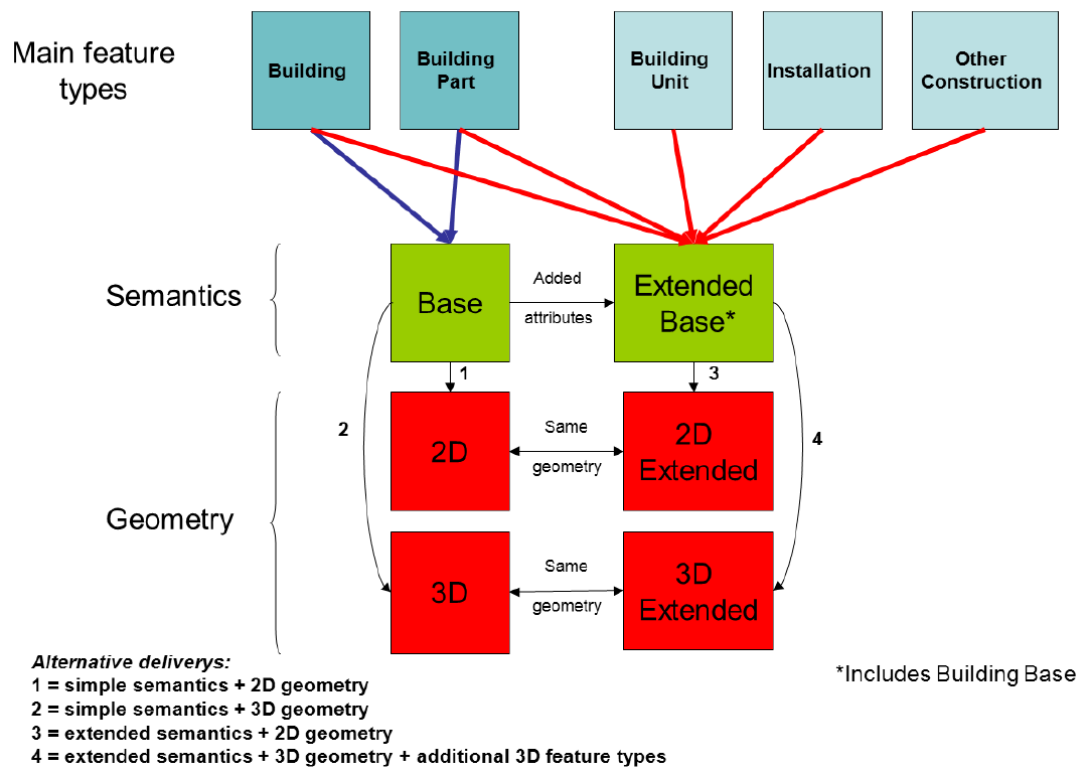 Main feature
types
Building
Building
Part
Building
Unit
Installation
Other
Construction
Semantics
Base
Added
attributes
Extended
Base*
1
3
2
4
Geometry
2D
Same
geometry
2D
Extended
3D
Same
geometry
3D
Extended
Alternative deliverys:
1 = simple semantics + 2D geometry
2 = simple semantics + 3D geometry
3 = extended semantics + 2D geometry
4 = extended semantics + 3D geometry + additional 3D feature types
*Includes Building Base